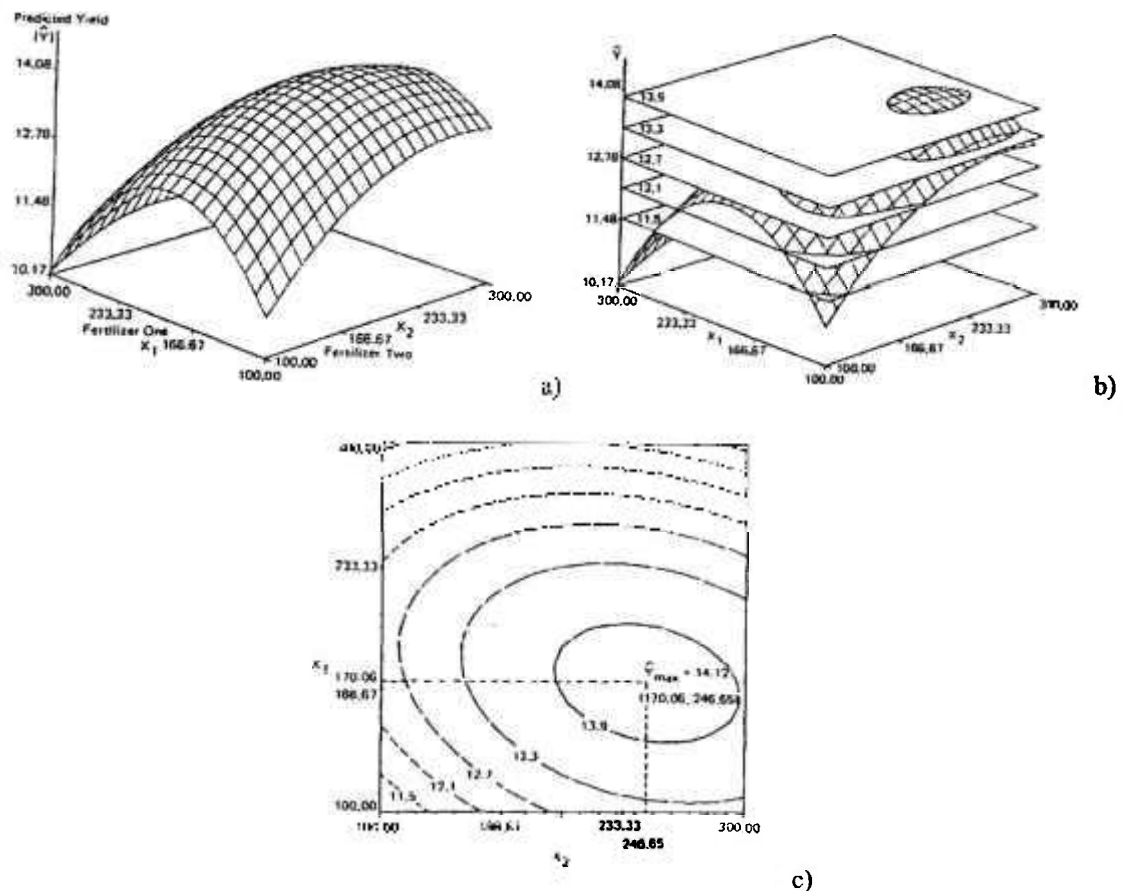 Predicted Yield
(Ŷ)
14.08
12.78
11.48
10.17
300.00
233.33
Fertilizer One
X₁ 166.67
100.00
100.00
Fertilizer Two
166.67
X₂
233.33
300.00
a)
Ŷ
14.08
12.78
11.48
10.17
13.9
13.3
12.7
12.1
11.5
300.00
233.33
X₁
166.67
100.00
100.00
166.67
X₂
233.33
300.00
b)
233.33
X₁ 170.06
166.67
100.00
Ŷmax = 14.12
(170.06, 246.65)
13.9
13.3
12.7
12.1
11.5
100.00
233.33
300.00
246.65
X₂
c)